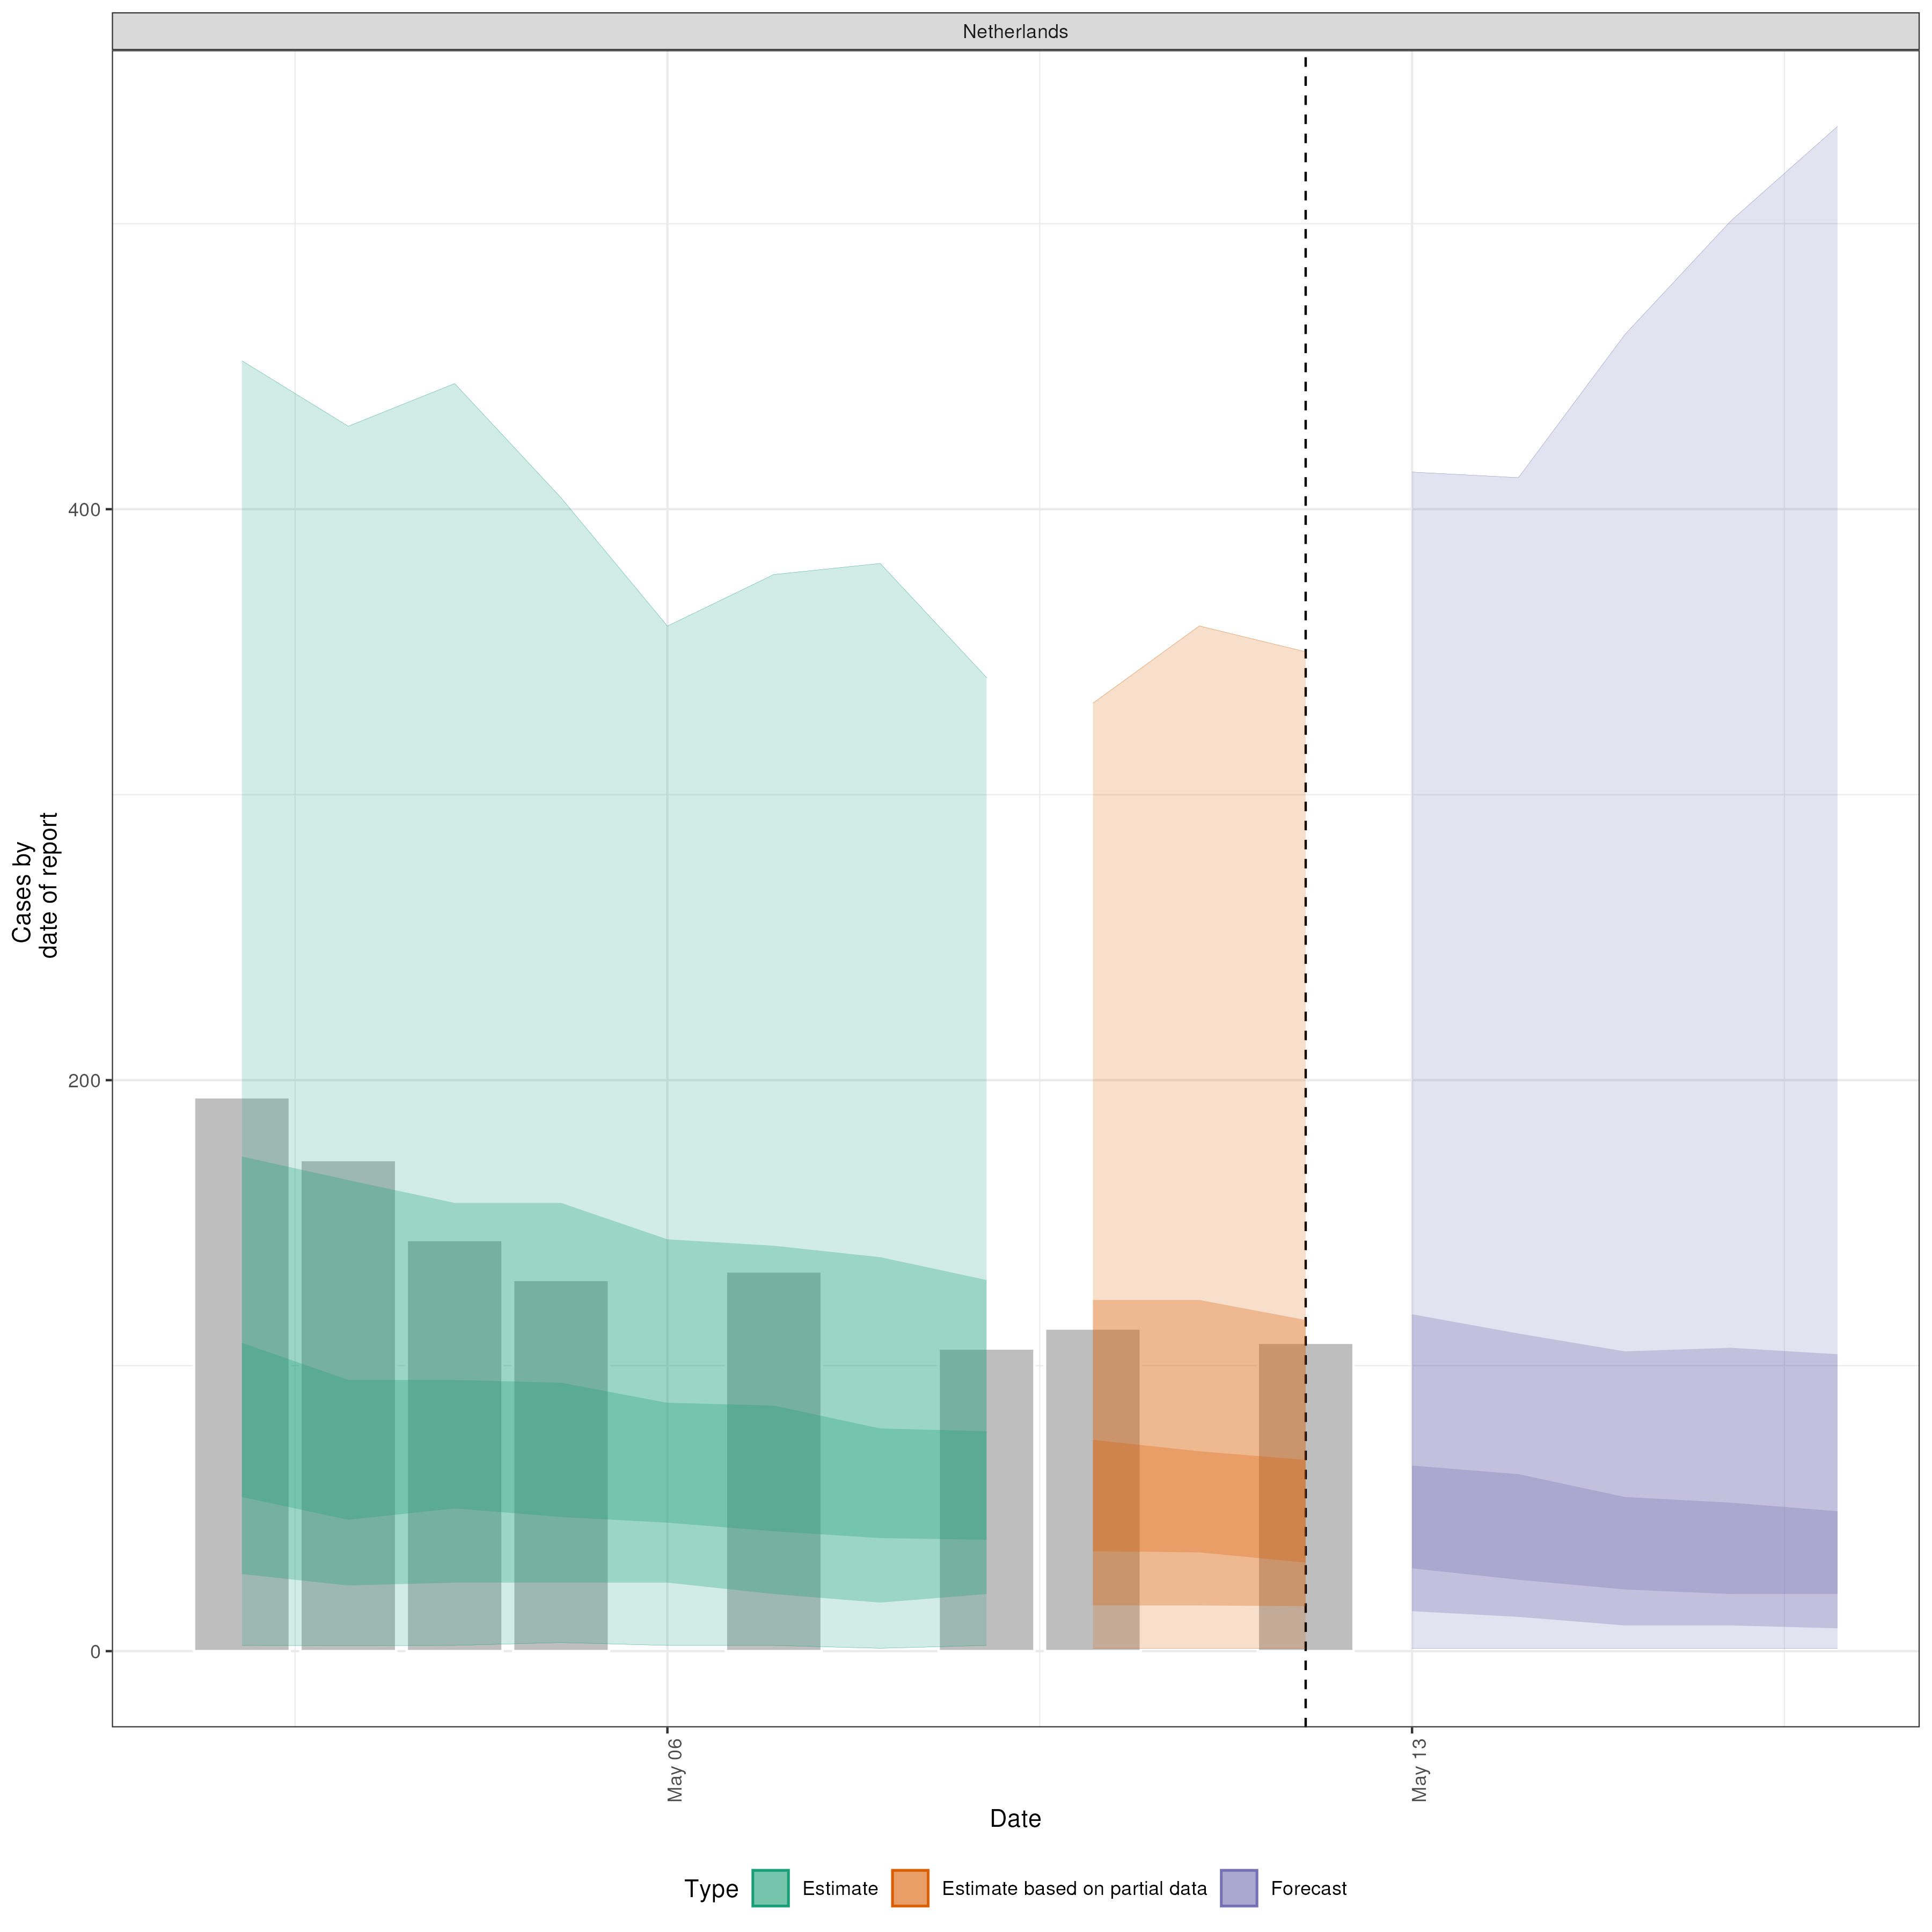 Netherlands
Cases by
date of report
400
200
0
May 06
May 13
Date
Type
Estimate
Estimate based on partial data
Forecast